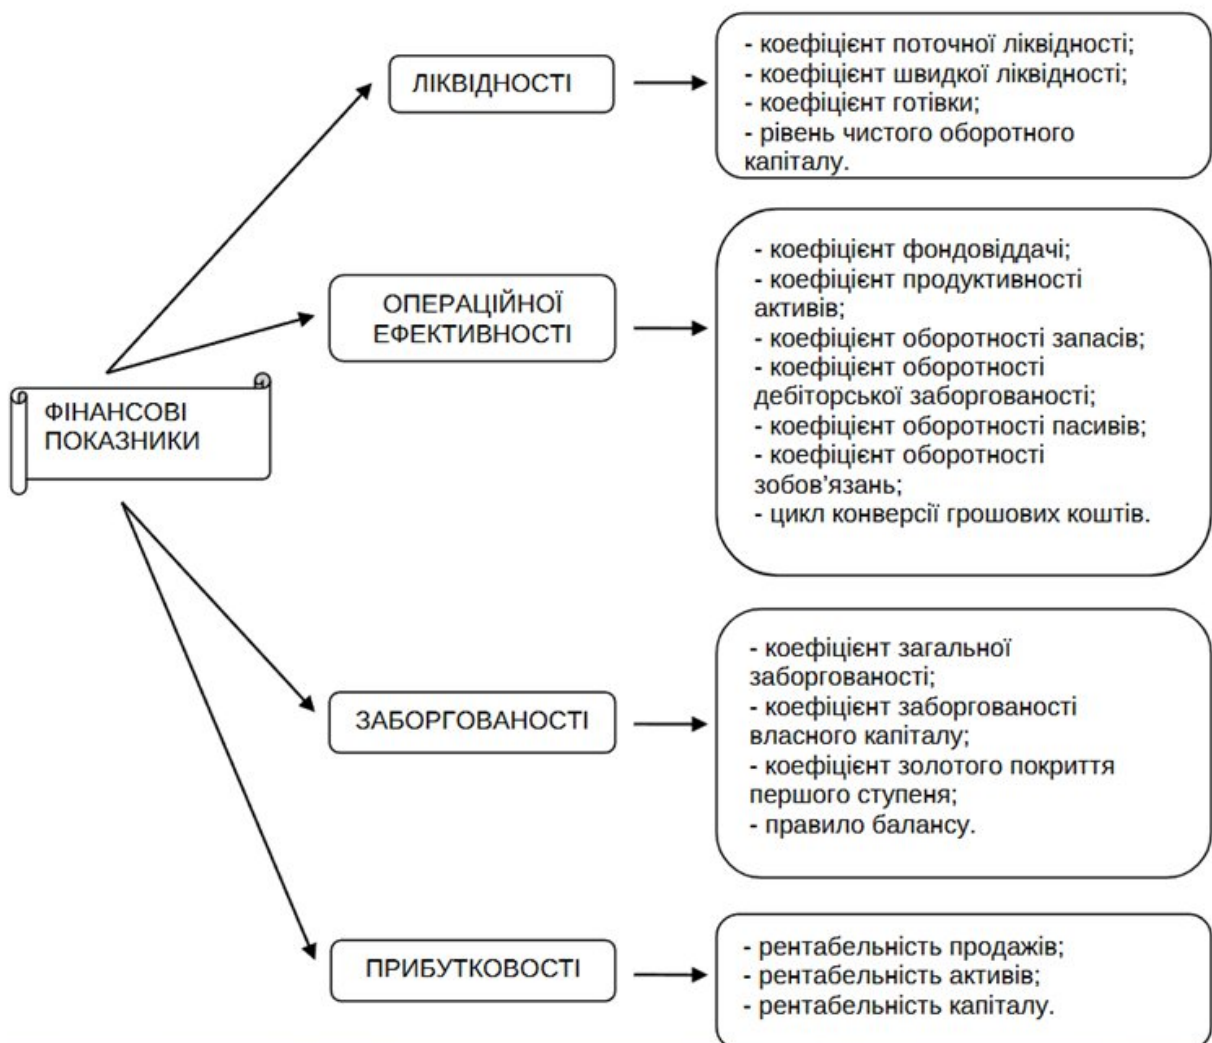 ФІНАНСОВІ
ПОКАЗНИКИ
ЛІКВІДНОСТІ
- коефіцієнт поточної ліквідності;
- коефіцієнт швидкої ліквідності;
- коефіцієнт готівки;
- рівень чистого оборотного
капіталу.
ОПЕРАЦІЙНОЇ
ЕФЕКТИВНОСТІ
- коефіцієнт фондовіддачі;
- коефіцієнт продуктивності
активів;
- коефіцієнт оборотності запасів;
- коефіцієнт оборотності
дебіторської заборгованості;
- коефіцієнт оборотності пасивів;
- коефіцієнт оборотності
зобов’язань;
- цикл конверсії грошових коштів.
ЗАБОРГОВАНОСТІ
- коефіцієнт загальної
заборгованості;
- коефіцієнт заборгованості
власного капіталу;
- коефіцієнт золотого покриття
першого ступеня;
- правило балансу.
ПРИБУТКОВОСТІ
- рентабельність продажів;
- рентабельність активів;
- рентабельність капіталу.